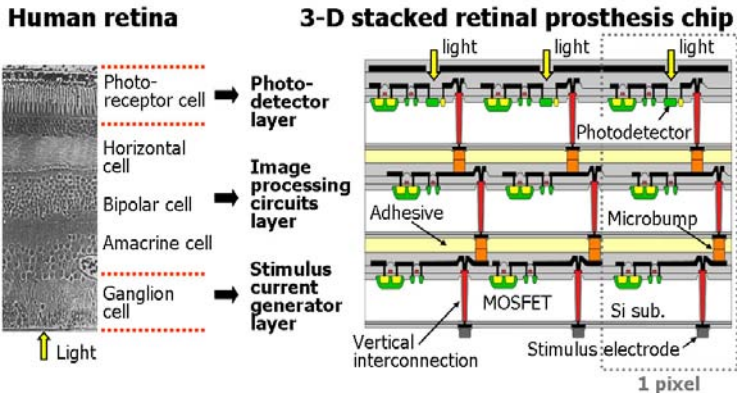 Human retina
3-D stacked retinal prosthesis chip
Photo-
receptor cell
Horizontal
cell
Bipolar cell
Amacrine cell
Ganglion
cell
Light
Photo-
detector
layer
Image
processing
circuits
layer
Stimulus
current
generator
layer
light
light
light
Photodetector
Adhesive
Microbump
MOSFET
Si sub.
Vertical
interconnection
Stimulus electrode
1 pixel